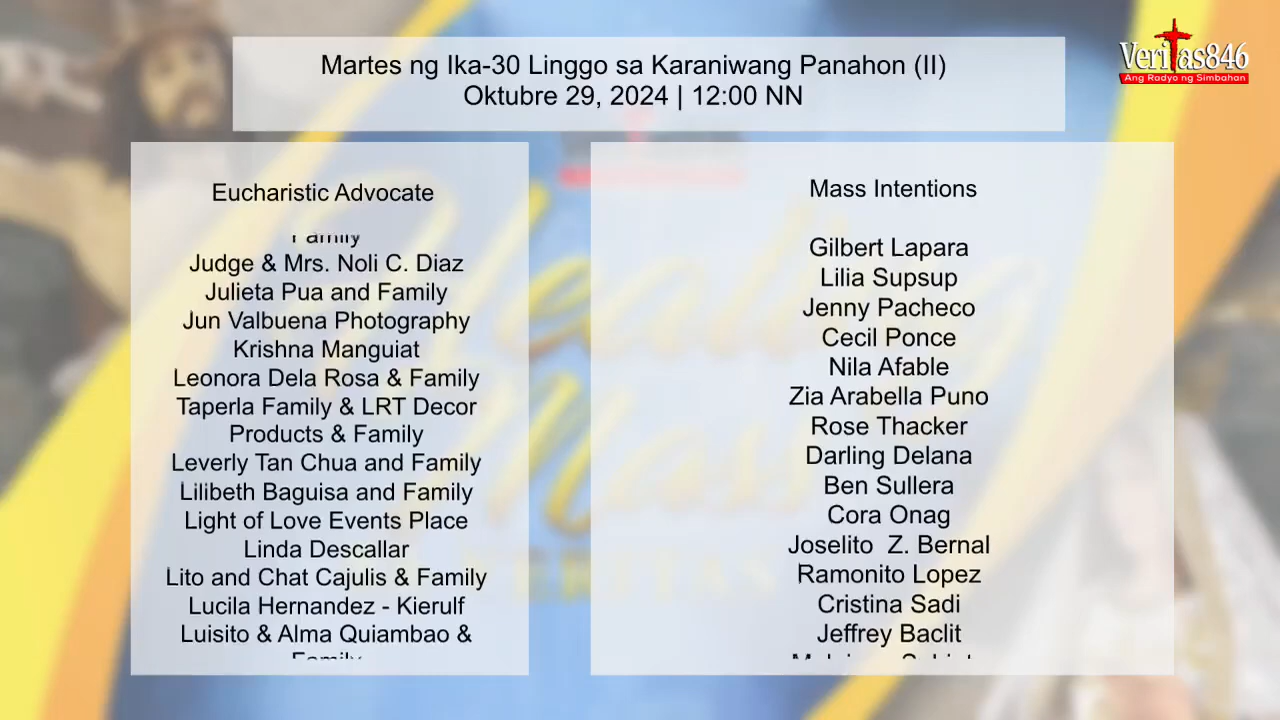 Martes ng Ika-30 Linggo sa Karaniwang Panahon (II)
Oktubre 29, 2024 | 12:00 NN
Veritas846
Ang Radyo ng Simbahan
Eucharistic Advocate
Family
Judge & Mrs. Noli C. Diaz
Julieta Pua and Family
Jun Valbuena Photography
Krishna Manguiat
Leonora Dela Rosa & Family
Taperla Family & LRT Decor
Products & Family
Leverly Tan Chua and Family
Lilibeth Baguisa and Family
Light of Love Events Place
Linda Descallar
Lito and Chat Cajulis & Family
Lucila Hernandez - Kierulf
Luisito & Alma Quiambao &
Family
Mass Intentions
Gilbert Lapara
Lilia Supsup
Jenny Pacheco
Cecil Ponce
Nila Afable
Zia Arabella Puno
Rose Thacker
Darling Delana
Ben Sullera
Cora Onag
Joselito  Z. Bernal
Ramonito Lopez
Cristina Sadi
Jeffrey Baclit
Healing
Mass
VERITAS